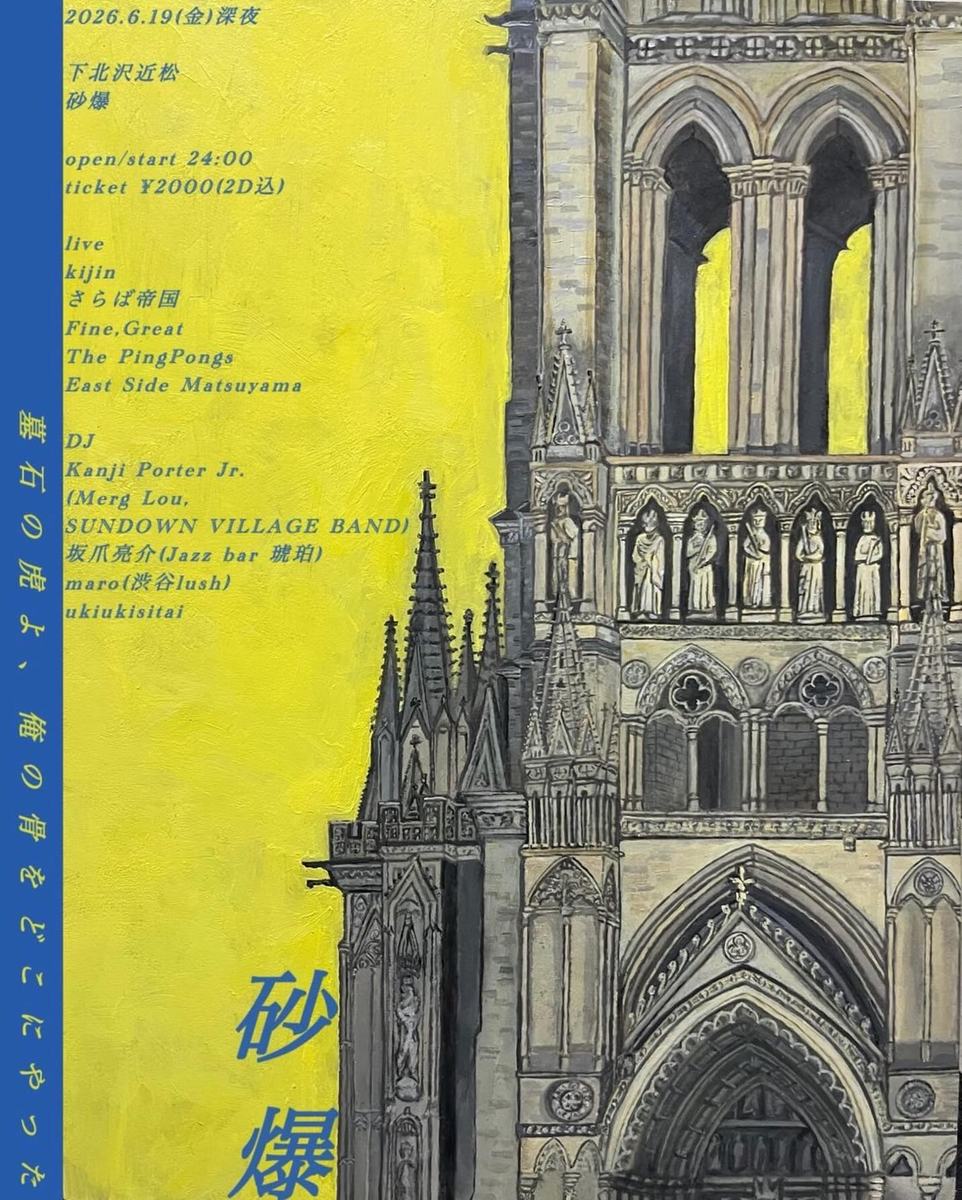 2026.6.19(金)深夜
下北沢近松
砂爆
open/start 24:00
ticket ¥2000(2D込)
live
kijin
さらば帝国
Fine,Great
The PingPongs
East Side Matsuyama
DJ
Kanji Porter Jr.
(Merg Lou,
SUNDOWN VILLAGE BAND)
坂爪亮介(Jazz bar 琥珀)
maro(渋谷lush)
ukiukisitai
墓石の虎よ、俺の骨をどこにやった
砂爆